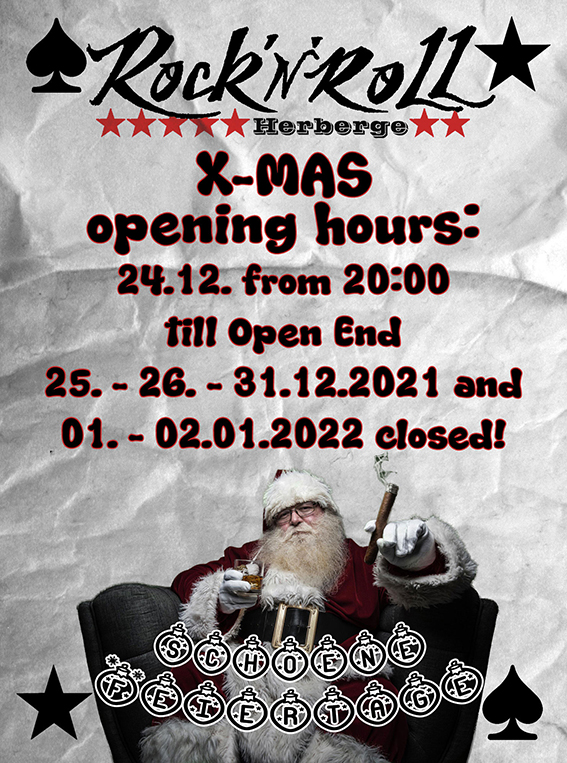 Rock'n'Roll
Herberge
X-MAS
opening hours:
24.12. from 20:00
till Open End
25. - 26. - 31.12.2021 and
01. - 02.01.2022 closed!
SCHOENE
FEIERTAGE